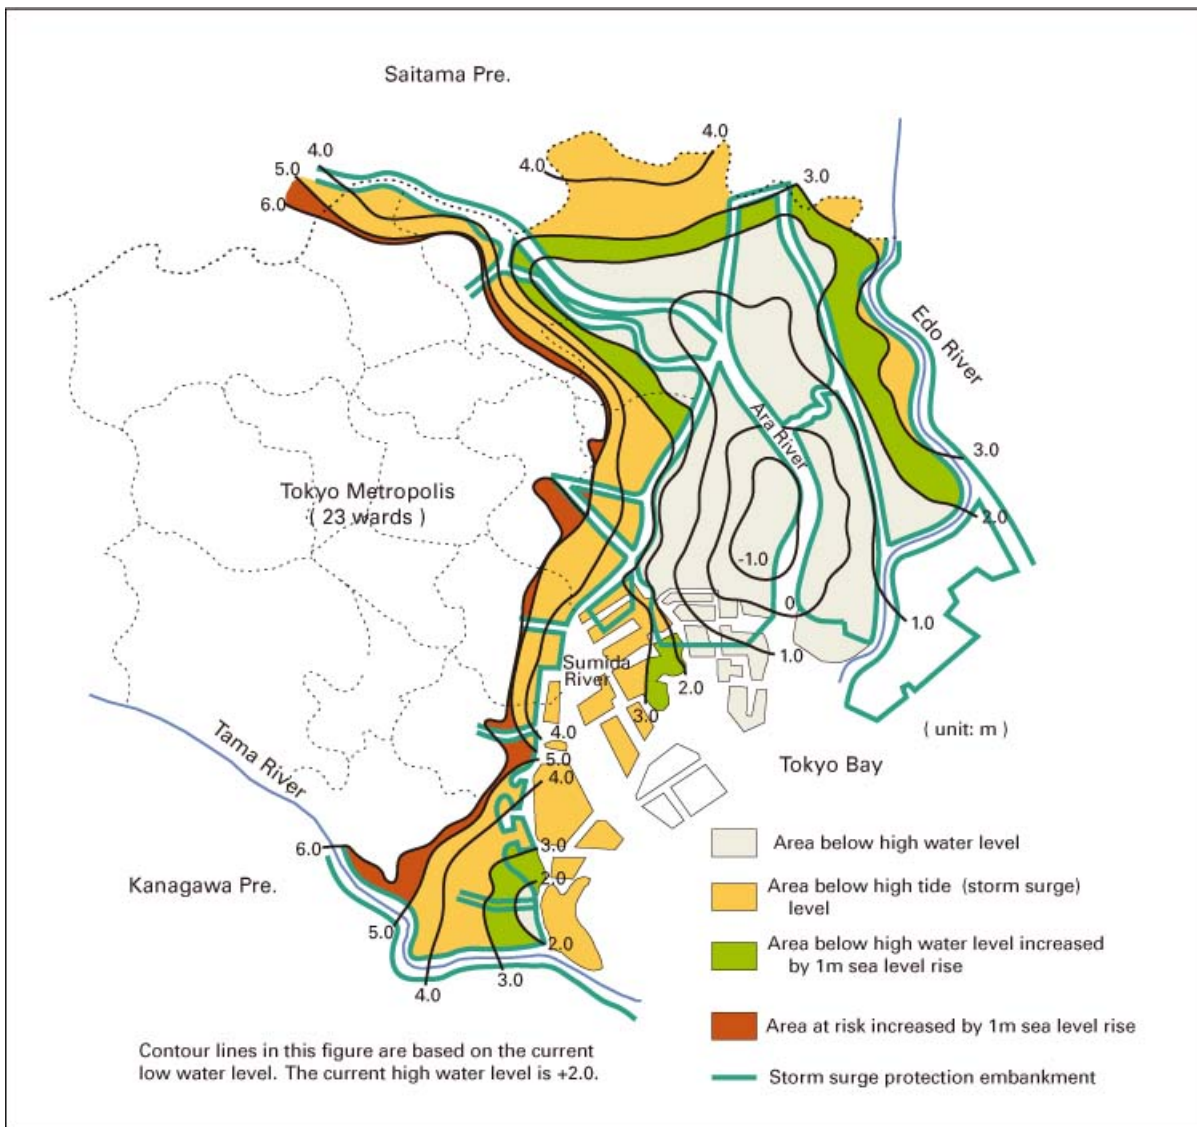 Saitama Pre.
4.0
4.0
4.0
5.0
3.0
6.0
Edo River
Ara River
3.0
Tokyo Metropolis
( 23 wards )
2.0
-1.0
0
1.0
1.0
Sumida
River
2.0
3.0
( unit: m )
4.0
Tama River
5.0
Tokyo Bay
4.0
6.0
3.0
Kanagawa Pre.
2.0
5.0
2.0
3.0
4.0
Area below high water level
Area below high tide (storm surge)
level
Area below high water level increased
by 1m sea level rise
Area at risk increased by 1m sea level rise
Storm surge protection embankment
Contour lines in this figure are based on the current
low water level. The current high water level is +2.0.